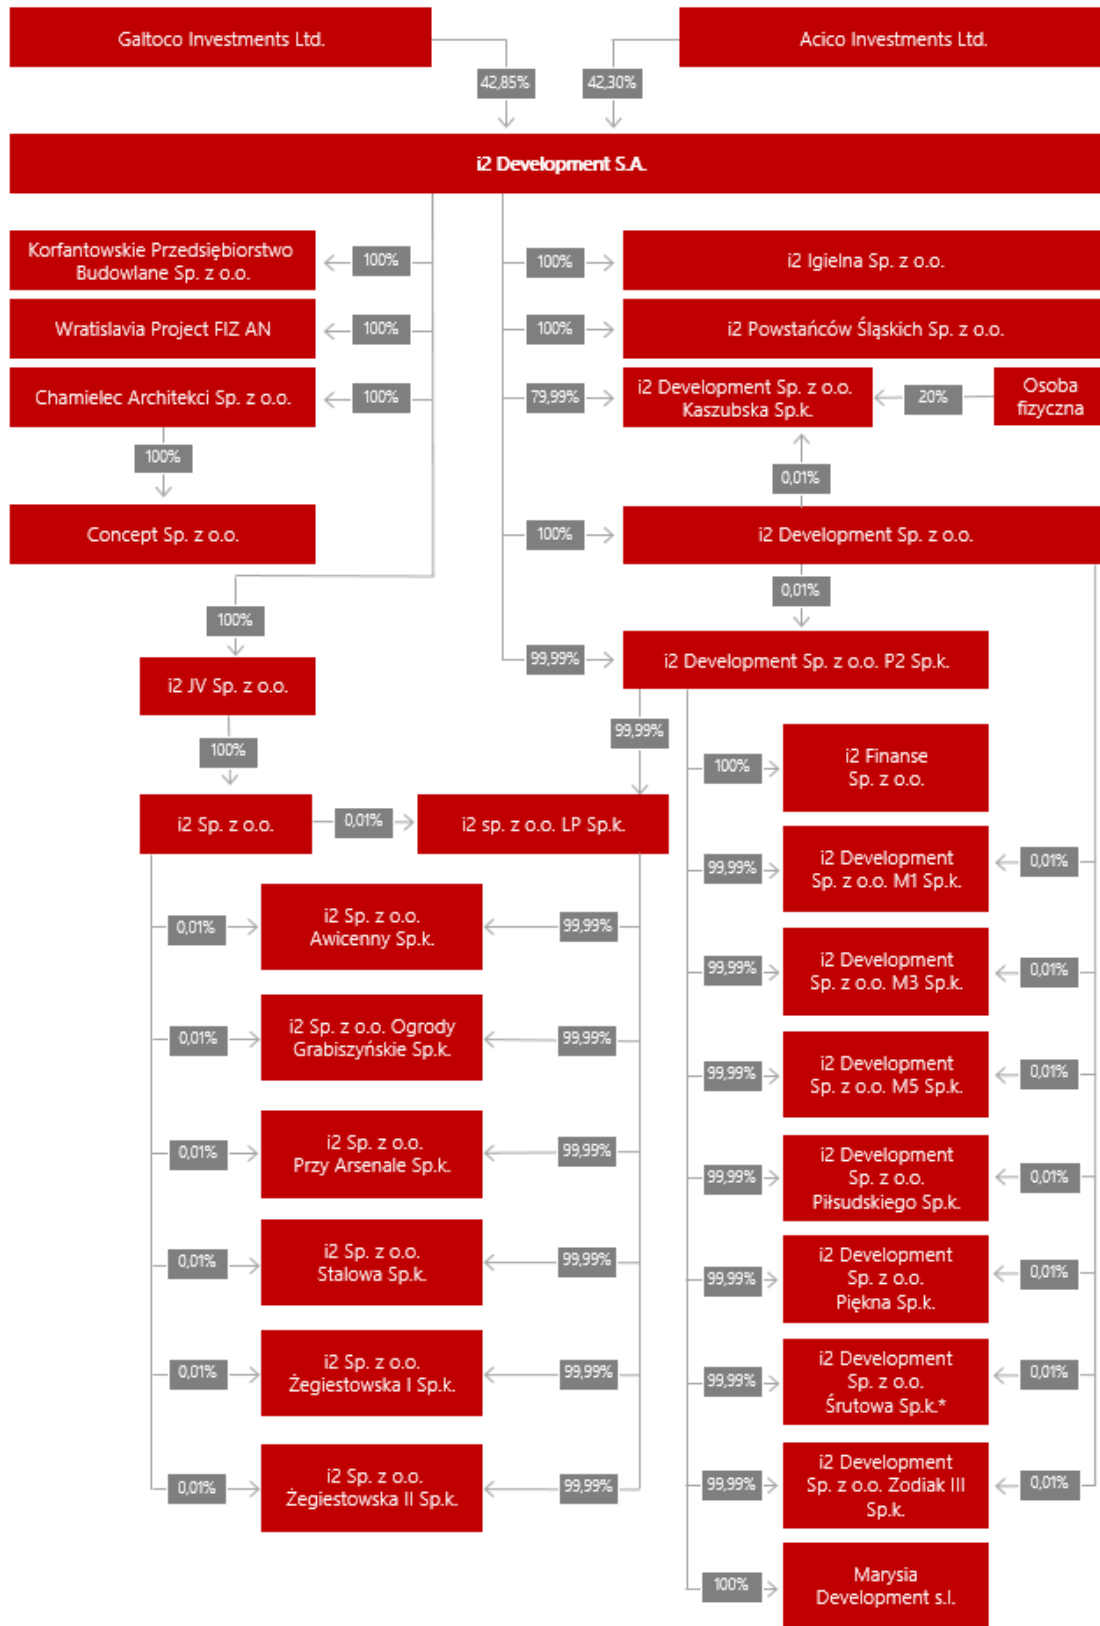 Galtoco Investments Ltd.
Acico Investments Ltd.
42,85%
42,30%
i2 Development S.A.
Korfantowskie Przedsiębiorstwo
Budowlane Sp. z o.o.
100%
100%
i2 Igielna Sp. z o.o.
Wratislavia Project FIZ AN
100%
100%
i2 Powstańców Śląskich Sp. z o.o.
Chamielec Architekci Sp. z o.o.
100%
79,99%
i2 Development Sp. z o.o.
Kaszubska Sp.k.
20%
Osoba
fizyczna
100%
0,01%
Concept Sp. z o.o.
100%
i2 Development Sp. z o.o.
0,01%
100%
99,99%
i2 Development Sp. z o.o. P2 Sp.k.
i2 JV Sp. z o.o.
99,99%
100%
100%
i2 Finanse
Sp. z o.o.
i2 Sp. z o.o.
0,01%
i2 sp. z o.o. LP Sp.k.
99,99%
i2 Development
Sp. z o.o. M1 Sp.k.
0,01%
0,01%
i2 Sp. z o.o.
Awicenny Sp.k.
99,99%
99,99%
i2 Development
Sp. z o.o. M3 Sp.k.
0,01%
0,01%
i2 Sp. z o.o. Ogrody
Grabiszyńskie Sp.k.
99,99%
99,99%
i2 Development
Sp. z o.o. M5 Sp.k.
0,01%
0,01%
i2 Sp. z o.o.
Przy Arsenale Sp.k.
99,99%
99,99%
i2 Development
Sp. z o.o.
Piłsudskiego Sp.k.
0,01%
0,01%
i2 Sp. z o.o.
Stalowa Sp.k.
99,99%
99,99%
i2 Development
Sp. z o.o.
Piękna Sp.k.
0,01%
0,01%
i2 Sp. z o.o.
Żegiestowska I Sp.k.
99,99%
99,99%
i2 Development
Sp. z o.o.
Śrutowa Sp.k.*
0,01%
0,01%
i2 Sp. z o.o.
Żegiestowska II Sp.k.
99,99%
99,99%
i2 Development
Sp. z o.o. Zodiak III
Sp.k.
0,01%
100%
Marysia
Development s.l.